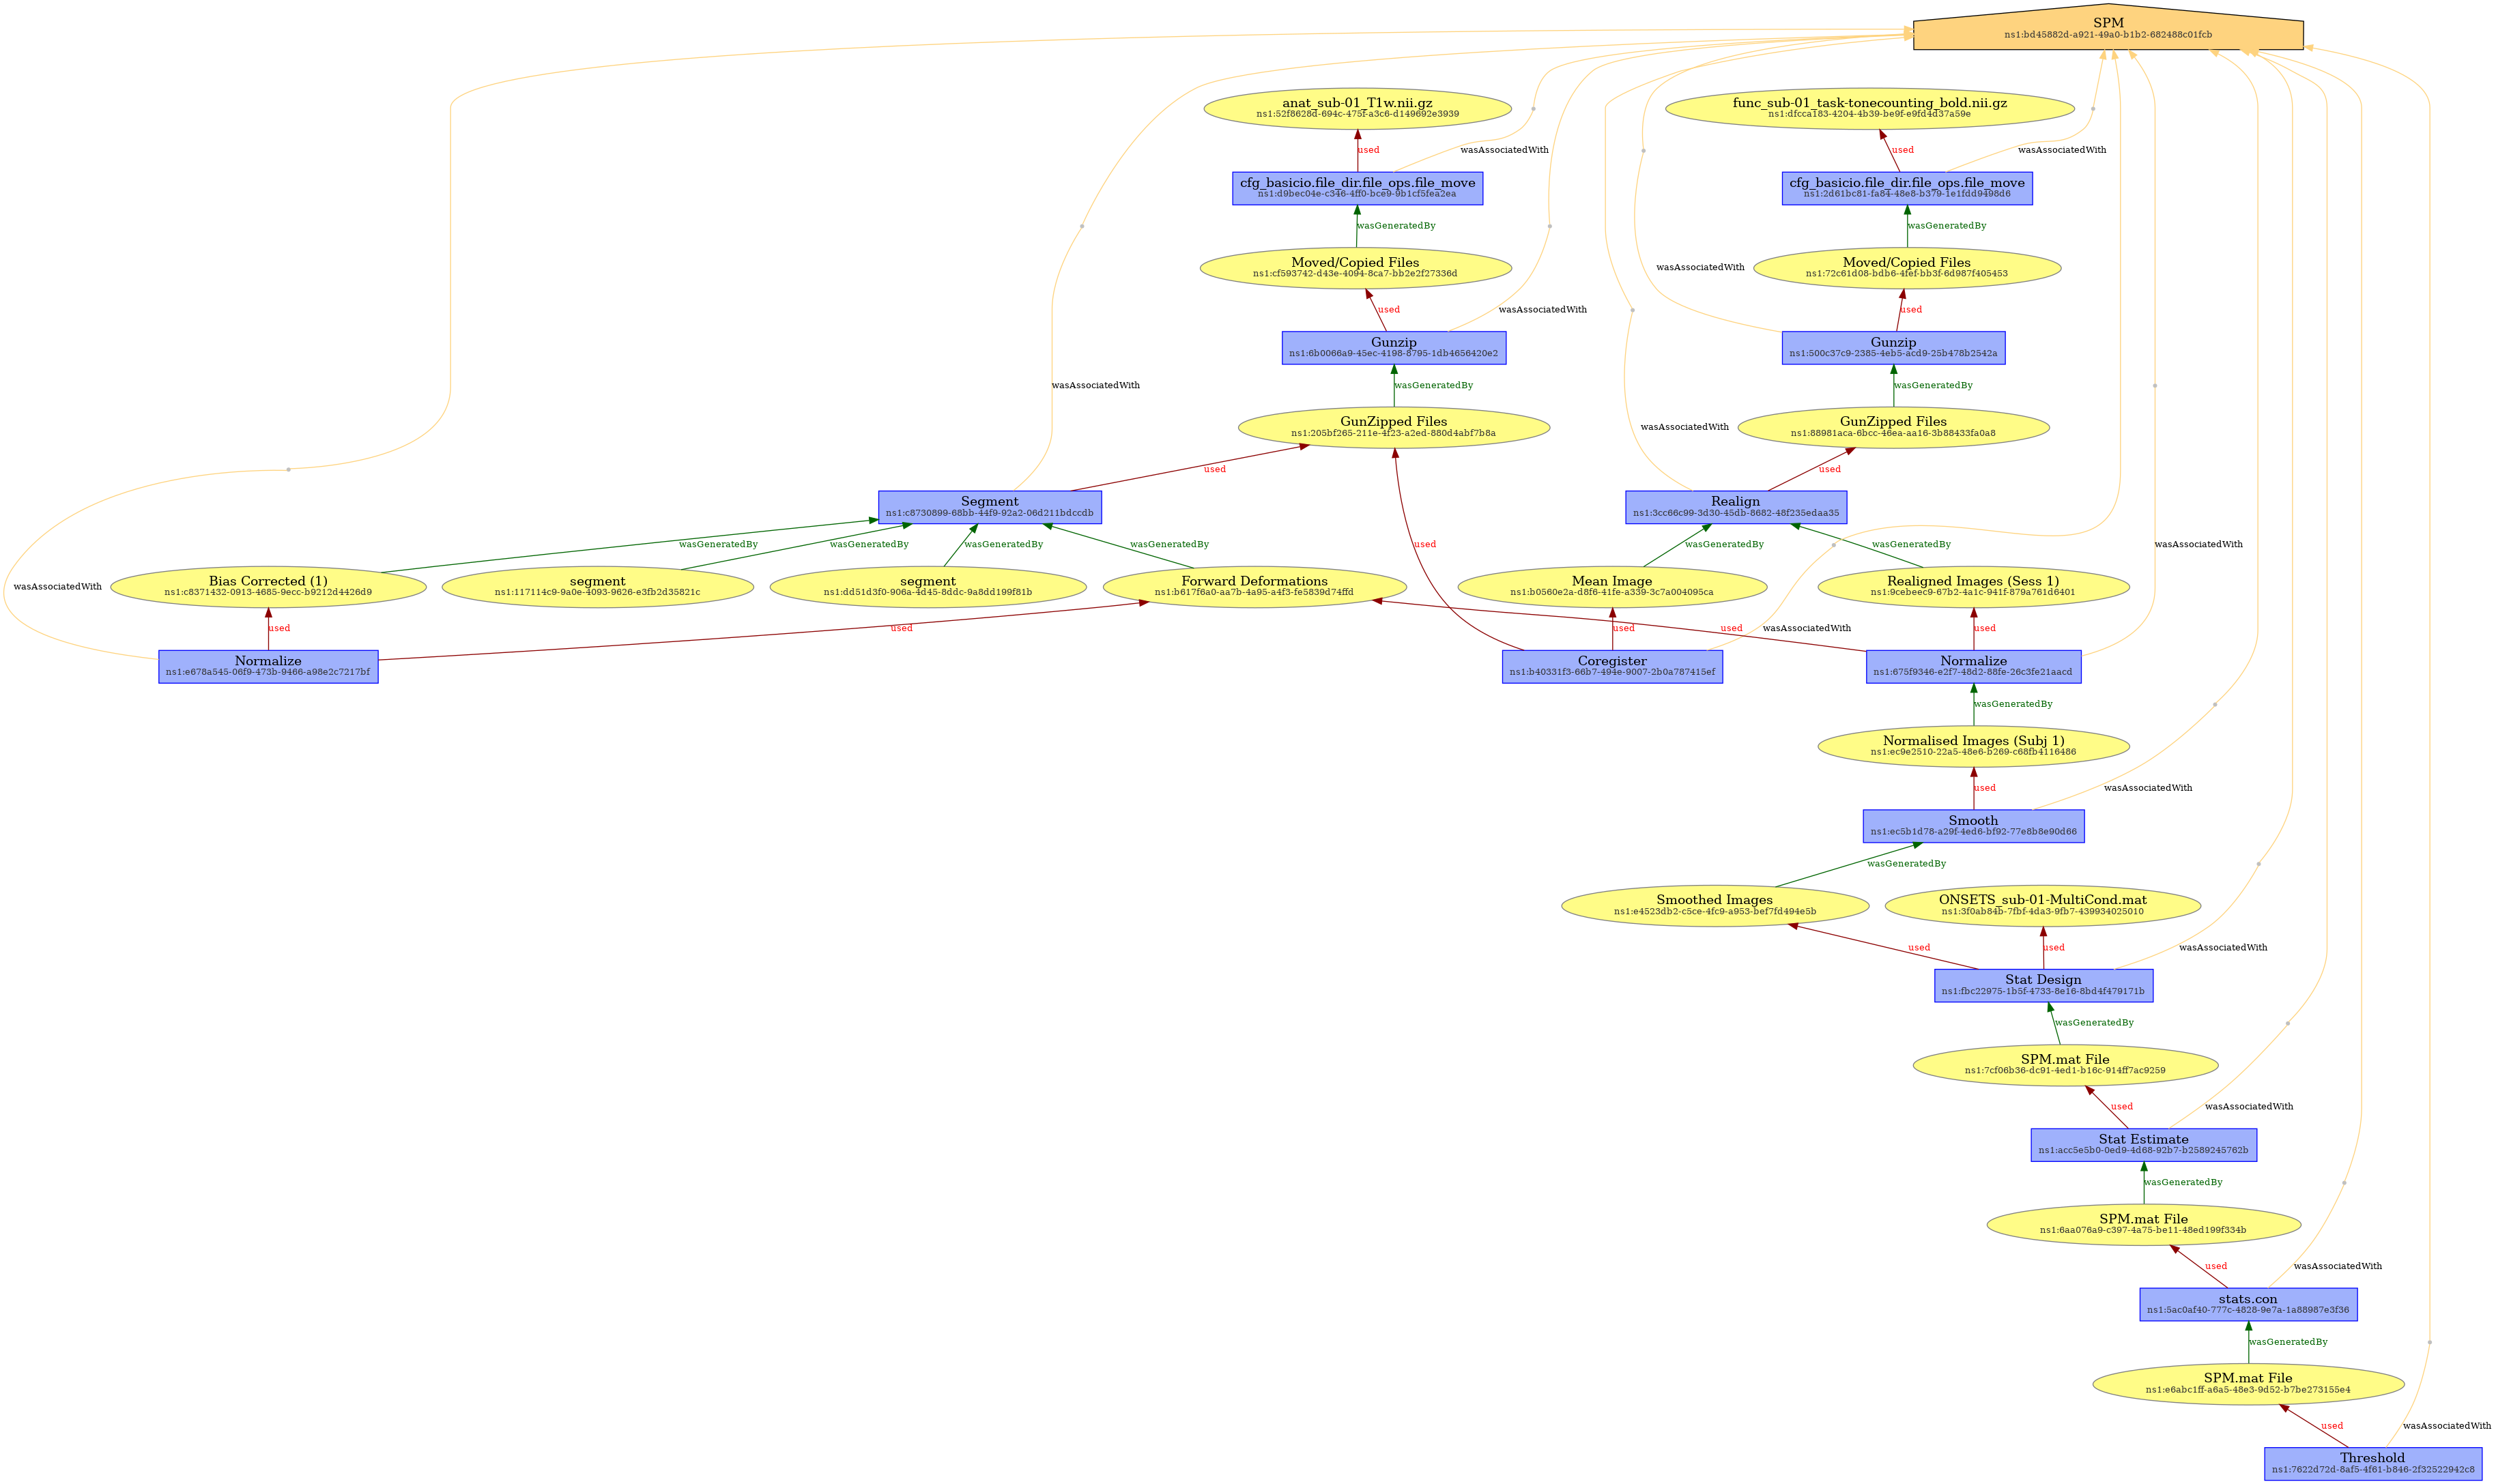 SPM
ns1:bd45882d-a921-49a0-b1b2-682488c01fcb
anat_sub-01_T1w.nii.gz
ns1:52f8628d-694c-475f-a3c6-d149692e3939
func_sub-01_task-tonecounting_bold.nii.gz
ns1:dfcca183-4204-4b39-be9f-e9fd4d37a59e
used
wasAssociatedWith
used
wasAssociatedWith
cfg_basicio.file_dir.file_ops.file_move
ns1:d9bec04e-c346-4ff0-bce9-9b1cf5fea2ea
cfg_basicio.file_dir.file_ops.file_move
ns1:2d61bc81-fa84-48e8-b379-1e1fdd9498d6
wasGeneratedBy
wasGeneratedBy
Moved/Copied Files
ns1:cf593742-d43e-4094-8ca7-bb2e2f27336d
wasAssociatedWith
Moved/Copied Files
ns1:72c61d08-bdb6-4fef-bb3f-6d987f405453
used
wasAssociatedWith
used
Gunzip
ns1:6b0066a9-45ec-4198-8795-1db4656420e2
Gunzip
ns1:500c37c9-2385-4eb5-acd9-25b478b2542a
wasAssociatedWith
wasGeneratedBy
wasGeneratedBy
GunZipped Files
ns1:205bf265-211e-4f23-a2ed-880d4abf7b8a
wasAssociatedWith
GunZipped Files
ns1:88981aca-6bcc-46ea-aa16-3b88433fa0a8
used
used
Segment
ns1:c8730899-68bb-44f9-92a2-06d211bdccdb
Realign
ns1:3cc66c99-3d30-45db-8682-48f235edaa35
wasGeneratedBy
wasGeneratedBy
wasGeneratedBy
wasGeneratedBy
used
wasGeneratedBy
wasGeneratedBy
wasAssociatedWith
wasAssociatedWith
Bias Corrected (1)
ns1:c8371432-0913-4685-9ecc-b9212d4426d9
segment
ns1:117114c9-9a0e-4093-9626-e3fb2d35821c
segment
ns1:dd51d3f0-906a-4d45-8ddc-9a8dd199f81b
Forward Deformations
ns1:b617f6a0-aa7b-4a95-a4f3-fe5839d74ffd
Mean Image
ns1:b0560e2a-d8f6-41fe-a339-3c7a004095ca
Realigned Images (Sess 1)
ns1:9cebeec9-67b2-4a1c-941f-879a761d6401
used
used
used
used
wasAssociatedWith
used
Normalize
ns1:e678a545-06f9-473b-9466-a98e2c7217bf
Coregister
ns1:b40331f3-66b7-494e-9007-2b0a787415ef
Normalize
ns1:675f9346-e2f7-48d2-88fe-26c3fe21aacd
wasGeneratedBy
Normalised Images (Subj 1)
ns1:ec9e2510-22a5-48e6-b269-c68fb4116486
used
wasAssociatedWith
Smooth
ns1:ec5b1d78-a29f-4ed6-bf92-77e8b8e90d66
wasGeneratedBy
Smoothed Images
ns1:e4523db2-c5ce-4fc9-a953-bef7fd494e5b
ONSETS_sub-01-MultiCond.mat
ns1:3f0ab84b-7fbf-4da3-9fb7-439934025010
used
used
wasAssociatedWith
Stat Design
ns1:fbc22975-1b5f-4733-8e16-8bd4f479171b
wasGeneratedBy
SPM.mat File
ns1:7cf06b36-dc91-4ed1-b16c-914ff7ac9259
used
wasAssociatedWith
Stat Estimate
ns1:acc5e5b0-0ed9-4d68-92b7-b2589245762b
wasGeneratedBy
SPM.mat File
ns1:6aa076a9-c397-4a75-be11-48ed199f334b
used
wasAssociatedWith
stats.con
ns1:5ac0af40-777c-4828-9e7a-1a88987e3f36
wasGeneratedBy
SPM.mat File
ns1:e6abc1ff-a6a5-48e3-9d52-b7be273155e4
used
wasAssociatedWith
Threshold
ns1:7622d72d-8af5-4f61-b846-2f32522942c8